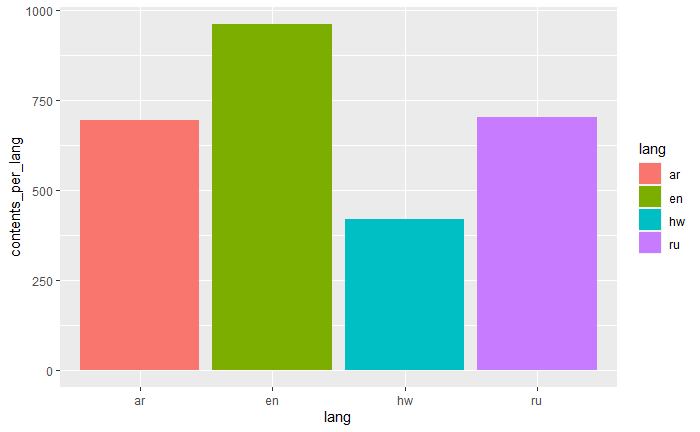 1000
750
500
250
0
contents_per_lang
ar
en
hw
ru
lang
lang
ar
en
hw
ru